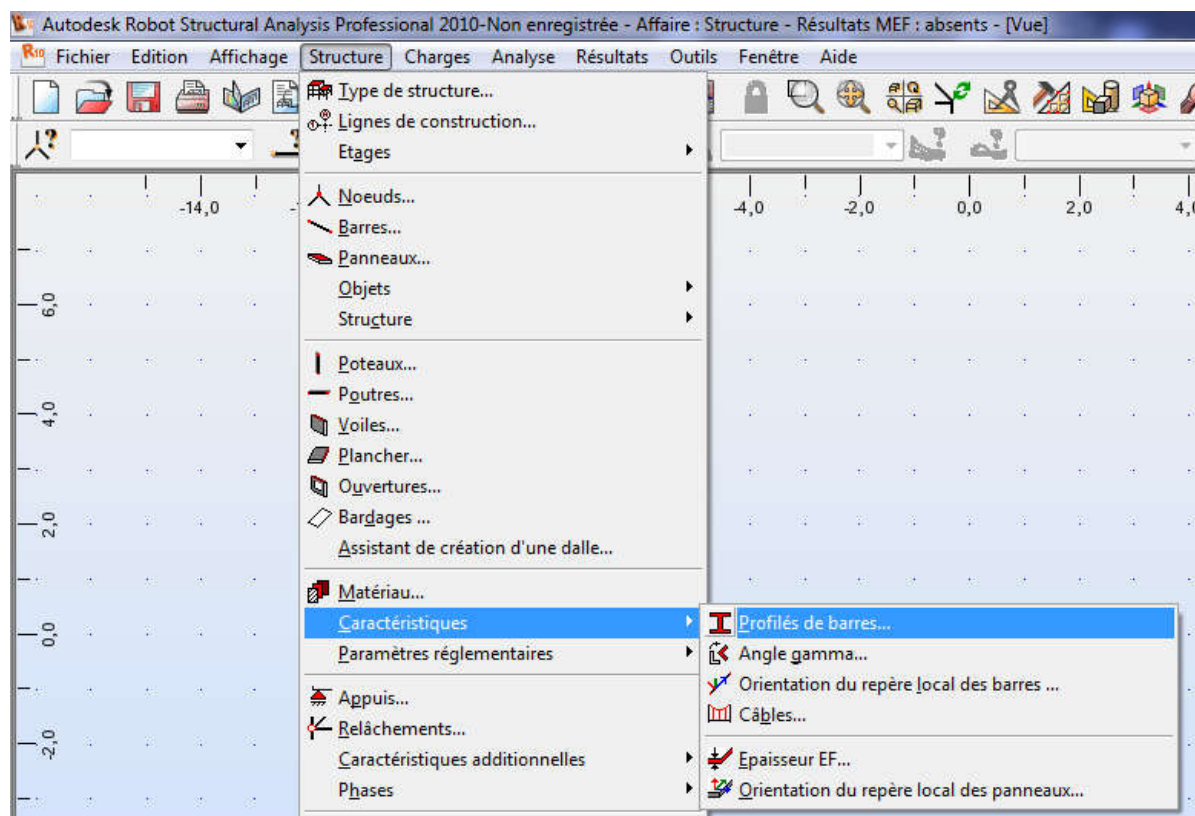 Autodesk Robot Structural Analysis Professional 2010-Non enregistrée - Affaire : Structure - Résultats MEF : absents - [Vue]
Fichier Edition Affichage Structure Charges Analyse Résultats Outils Fenêtre Aide
Type de structure...
Lignes de construction...
Etages
Noeuds...
Barres...
Panneaux...
Objets
Structure
Poteaux...
Poutres...
Voiles...
Plancher...
Ouvertures...
Bardages ...
Assistant de création d'une dalle...
Matériau...
Caractéristiques
Paramètres réglementaires
Appuis...
Relâchements...
Caractéristiques additionnelles
Phases
Profilés de barres...
Angle gamma...
Orientation du repère local des barres ...
Câbles...
Epaisseur EF...
Orientation du repère local des panneaux...
-14,0 -4,0 -2,0 0,0 2,0
6,0
4,0
2,0
0,0
-2,0